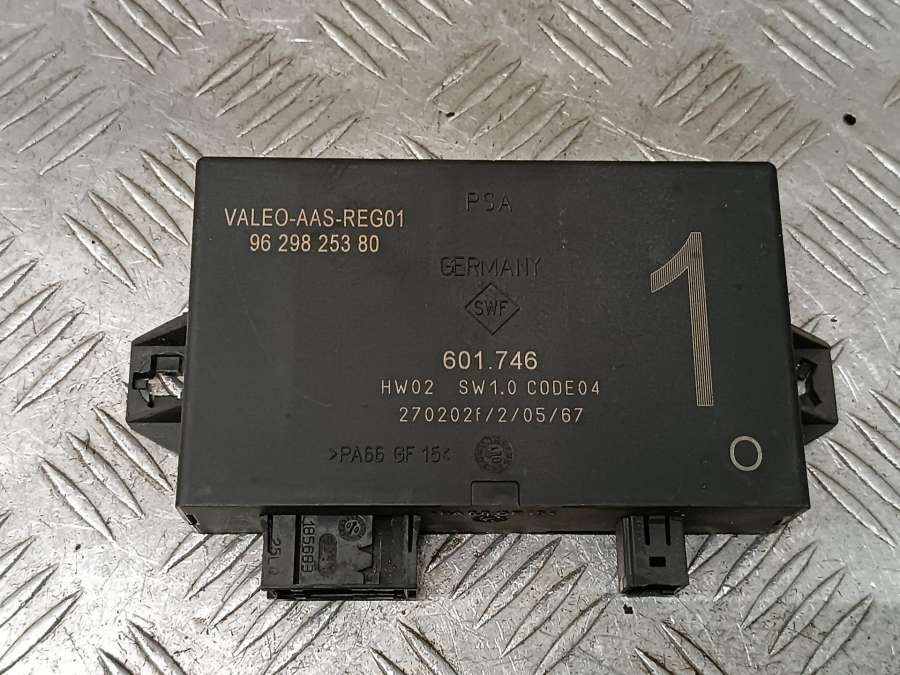 PSA
VALEO-AAS-REG01
96 298 253 80
GERMANY
SWF
1
601.746
HW02 SW1.0 CODE04
270202F/2/05/67
>PA66 GF 15<
185683